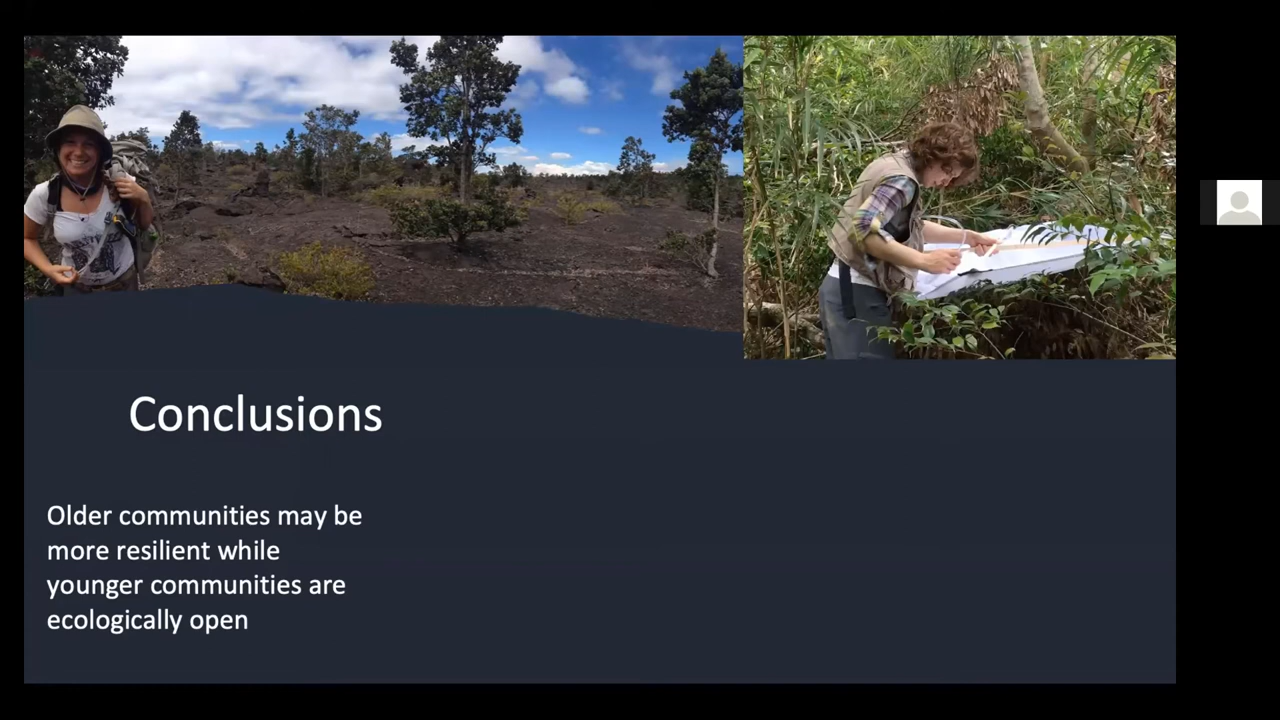 Conclusions
Older communities may be
more resilient while
younger communities are
ecologically open